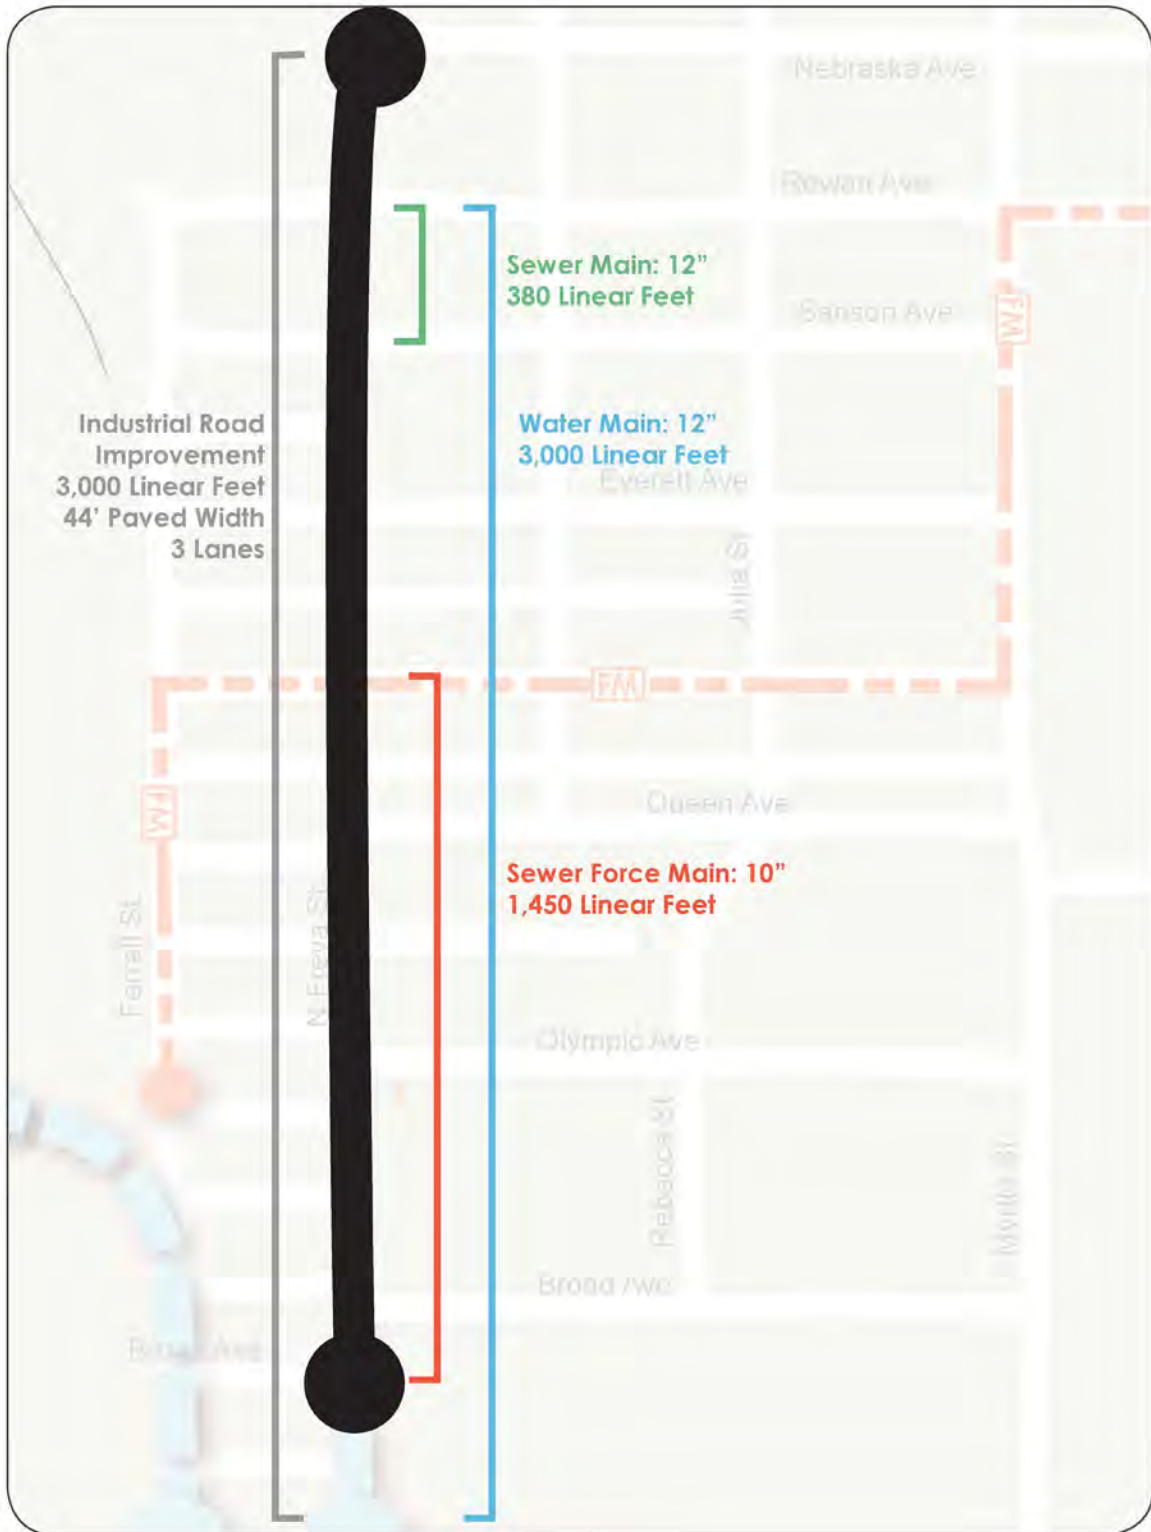 Nebraska Ave
Rowan Ave
Sewer Main: 12”
380 Linear Feet
Sanson Ave
FM
Industrial Road
Improvement
3,000 Linear Feet
44’ Paved Width
3 Lanes
Water Main: 12”
3,000 Linear Feet
Everett Ave
Julia St
FM
FM
Queen Ave
Sewer Force Main: 10”
1,450 Linear Feet
Ferrall St
N Freya St
Olympic Ave
Rebecca St
Myrtle St
Broad Ave
Ave